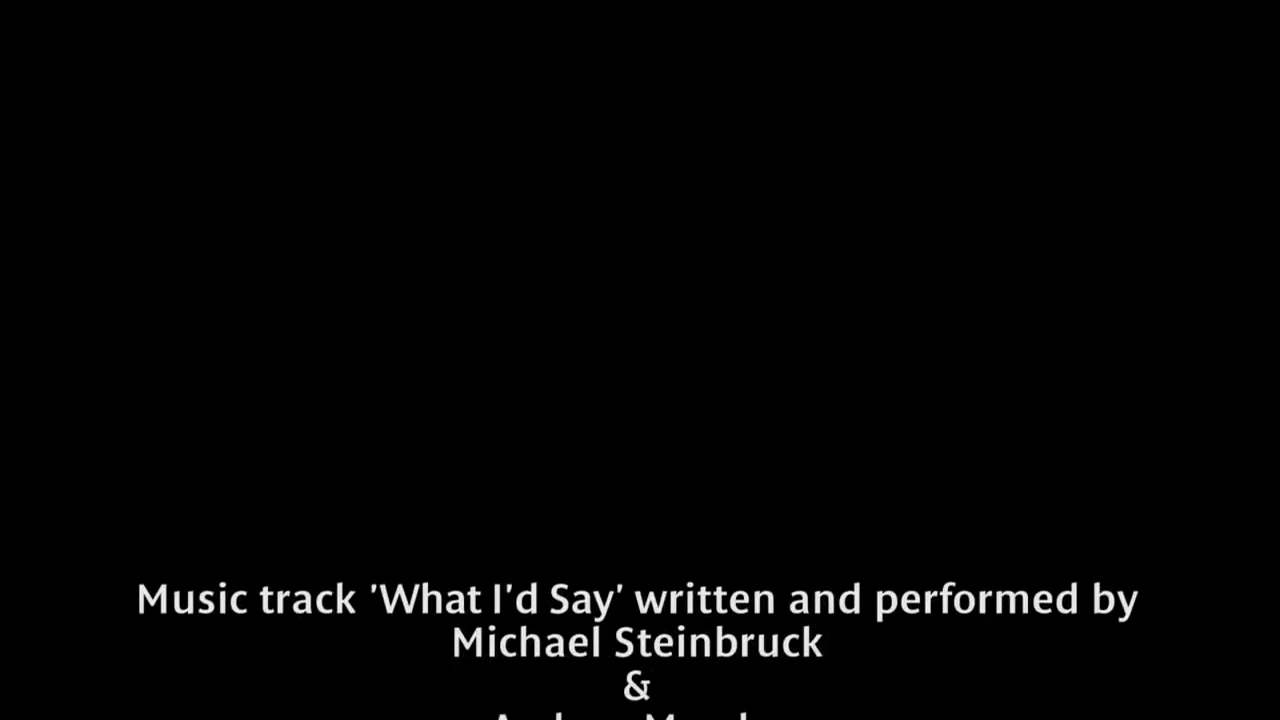 Music track 'What I'd Say' written and performed by
Michael Steinbruck
&